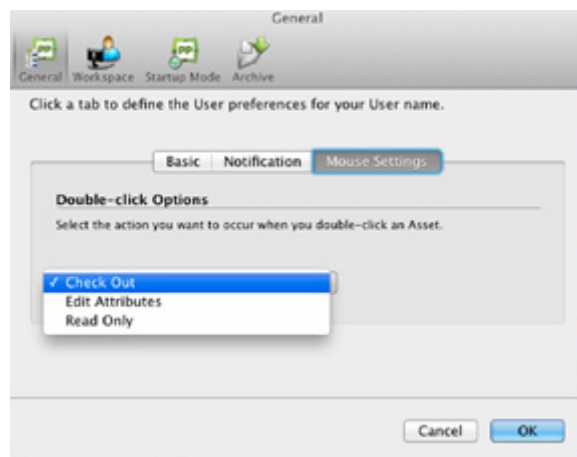 General
PP PP
General Workspace Startup Mode Archive
Click a tab to define the User preferences for your User name.
Basic Notification Mouse Settings
Double-click Options
Select the action you want to occur when you double-click an Asset.
✓ Check Out
Edit Attributes
Read Only
Cancel OK